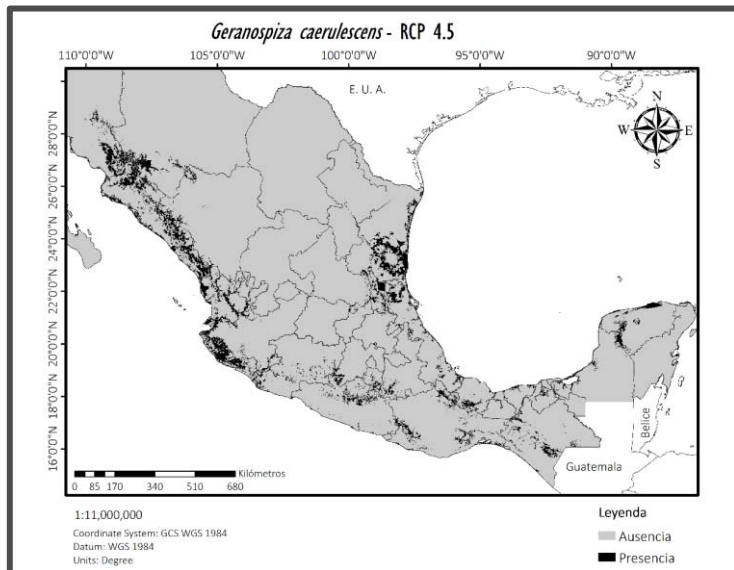 Geranospiza caerulescens - RCP 4.5
110°0'0"W 105°0'0"W 100°0'0"W 95°0'0"W 90°0'0"W
E. U. A.
N
W E
S
28°0'0"N
26°0'0"N
24°0'0"N
22°0'0"N
20°0'0"N
18°0'0"N
16°0'0"N
Belice
Guatemala
Kilómetros
0 85 170 340 510 680
1:11,000,000
Coordinate System: GCS WGS 1984
Datum: WGS 1984
Units: Degree
Leyenda
Ausencia
Presencia